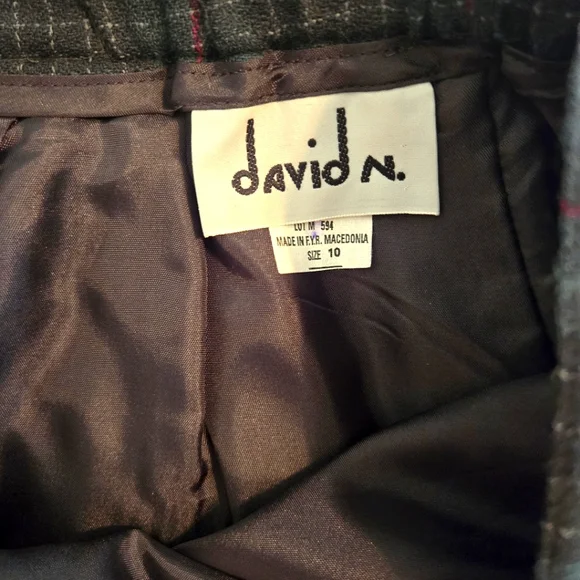 david N.
LOT M 594
MADE IN F.Y.R. MACEDONIA
SIZE 10